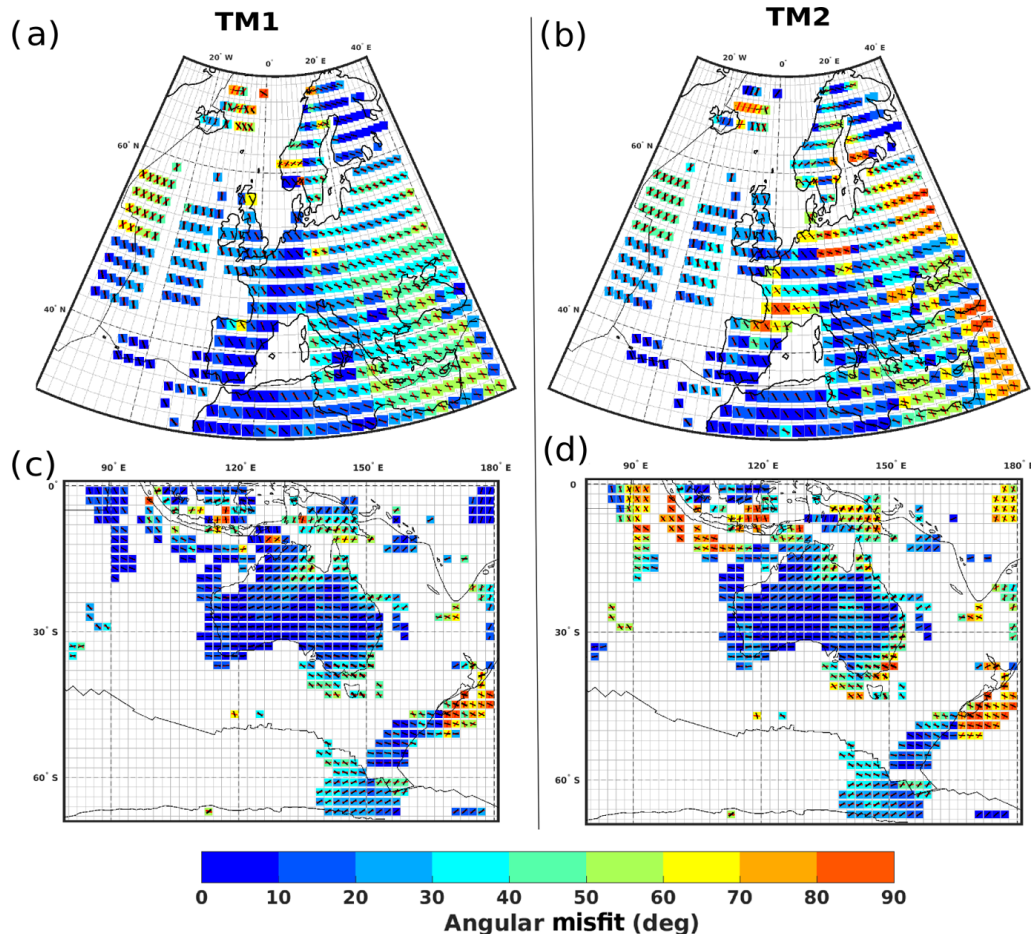 TM1
TM2
(a)
(b)
20° W
0°
20° E
40° E
20° W
0°
20° E
40° E
60° N
60° N
40° N
40° N
(c)
(d)
90° E
120° E
150° E
180° E
90° E
120° E
150° E
180° E
0
0
30° S
30° S
60° S
60° S
0 10 20 30 40 50 60 70 80 90
Angular misfit (deg)